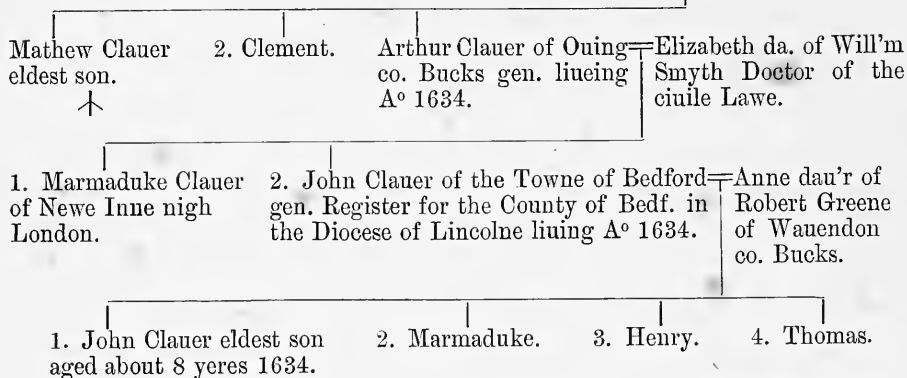 Mathew Clauer
eldest son.
2. Clement.
Arthur Clauer of Ouing
co. Bucks gen. liueing
Aº 1634.
Elizabeth da. of Will'm
Smyth Doctor of the
ciuile Lawe.
1. Marmaduke Clauer
of Newe Inne nigh
London.
2. John Clauer of the Towne of Bedford
gen. Register for the County of Bedf. in
the Diocese of Lincolne liuing Aº 1634.
Anne dau'r of
Robert Greene
of Wauendon
co. Bucks.
1. John Clauer eldest son
aged about 8 yeres 1634.
2. Marmaduke.
3. Henry.
4. Thomas.